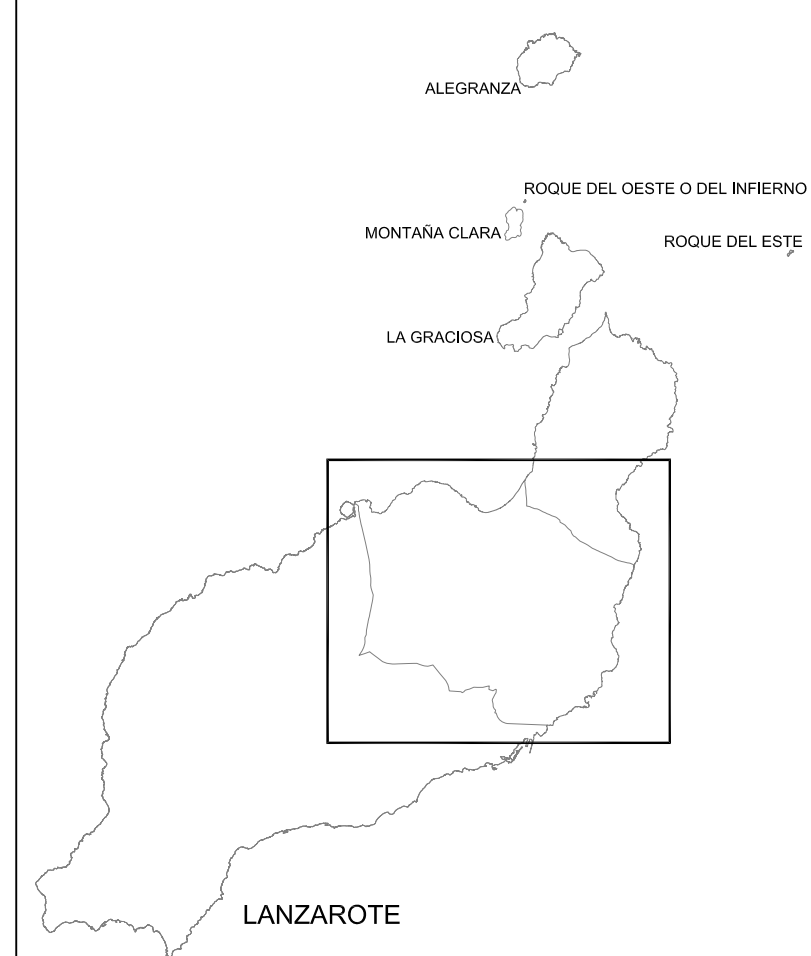 ALEGRANZA
ROQUE DEL OESTE O DEL INFIERNO
MONTAÑA CLARA
ROQUE DEL ESTE
LA GRACIOSA
LANZAROTE